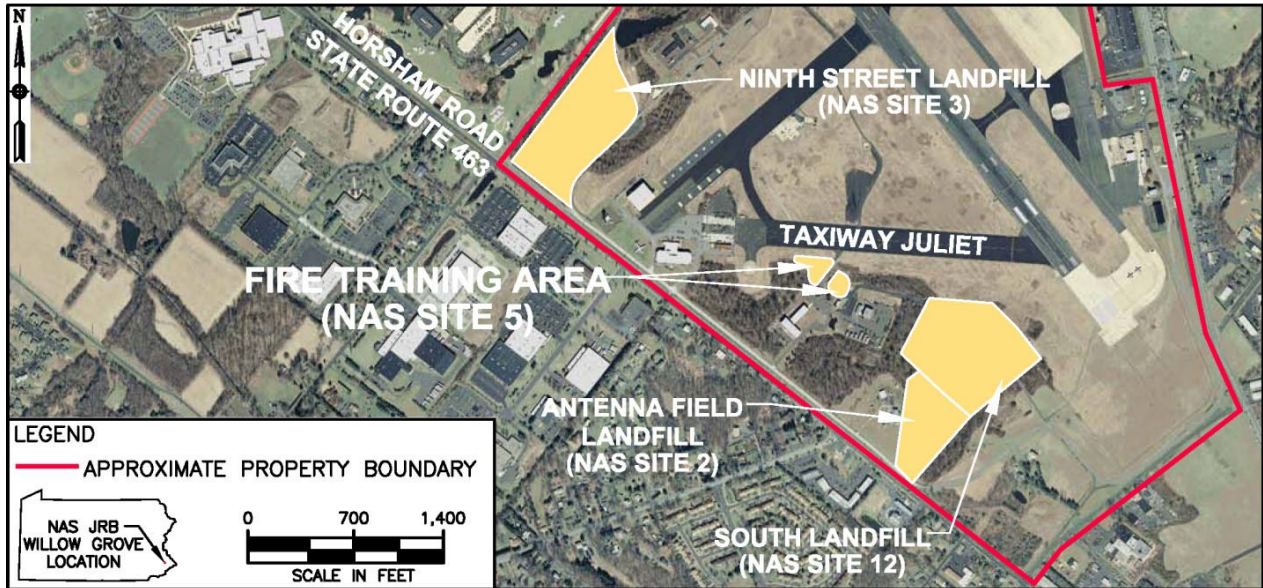 N
HORSHAM ROAD
STATE ROUTE 463
NINTH STREET LANDFILL
(NAS SITE 3)
TAXIWAY JULIET
FIRE TRAINING AREA
(NAS SITE 5)
ANTENNA FIELD
LANDFILL
(NAS SITE 2)
SOUTH LANDFILL
(NAS SITE 12)
LEGEND
APPROXIMATE PROPERTY BOUNDARY
NAS JRB
WILLOW GROVE
LOCATION
0 700 1,400
SCALE IN FEET